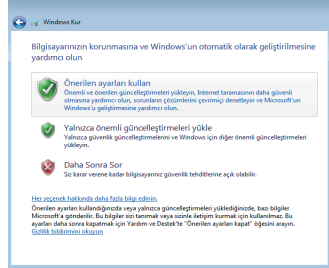 Windows Kur
Bilgisayarınızın korunmasına ve Windows'un otomatik olarak geliştirilmesine
yardımcı olun
Önerilen ayarları kullan
Önemli ve önerilen güncelleştirmeleri yükleyin, Internet taramasının daha güvenli
olmasına yardımcı olun, sorunların çözümlerini çevrimiçi denetleyin ve Microsoft'un
Windows'u geliştirmesine yardımcı olun.
Yalnızca önemli güncelleştirmeleri yükle
Yalnızca güvenlik güncelleştirmelerini ve Windows için diğer önemli güncelleştirmeleri
yükleyin.
Daha Sonra Sor
Siz karar verene kadar bilgisayarınız güvenlik tehditlerine açık olabilir.
Her seçenek hakkında daha fazla bilgi edinin.
Önerilen ayarları kullandığınızda veya yalnızca güncelleştirmeleri yüklediğinizde, bazı bilgiler
Microsoft'a gönderilir. Bu bilgiler sizi tanımak veya sizinle iletişim kurmak için kullanılmaz. Bu
ayarları daha sonra kapatmak için Yardım ve Destek'te "Önerilen ayarları kapat" öğesini arayın.
Gizlilik bildirimini okuyun